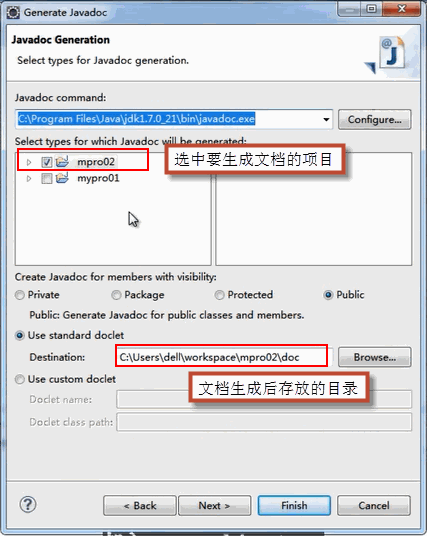 Generate Javadoc
Javadoc Generation
Select types for Javadoc generation.
Javadoc command:
C:\Program Files\Java\jdk1.7.0_21\bin\javadoc.exe
Configure...
Select types for which Javadoc will be generated:
mpro02
选中要生成文档的项目
mypro01
Create Javadoc for members with visibility:
Private Package Protected Public
Public: Generate Javadoc for public classes and members.
Use standard doclet
Destination: C:\Users\dell\workspace\mpro02\doc Browse...
Use custom doclet
文档生成后存放的目录
Doclet name:
Doclet class path:
? < Back Next > Finish Cancel